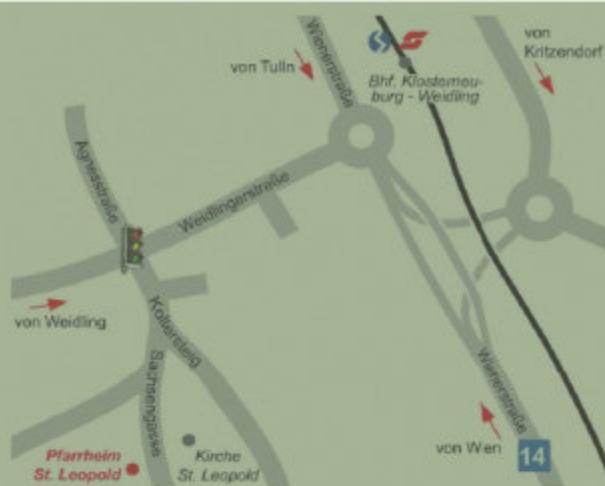 von
Kritzendorf
von Tulln
Wienerstraße
Bhf. Klosterneu-
burg - Weidling
Agnesstraße
Weidlingerstraße
von Weidling
Kollersteig
Sachsengasse
Wienerstraße
von Wien
14
Pfarrheim
St. Leopold
Kirche
St. Leopold